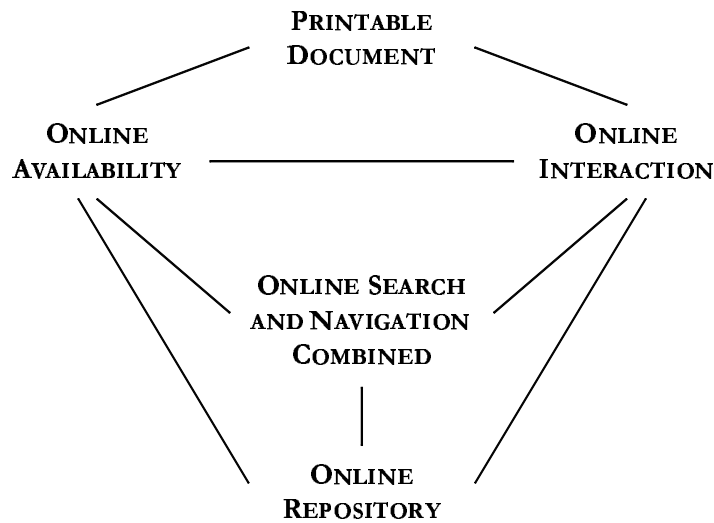 PRINTABLE
DOCUMENT
ONLINE
AVAILABILITY
ONLINE
INTERACTION
ONLINE SEARCH
AND NAVIGATION
COMBINED
ONLINE
REPOSITORY